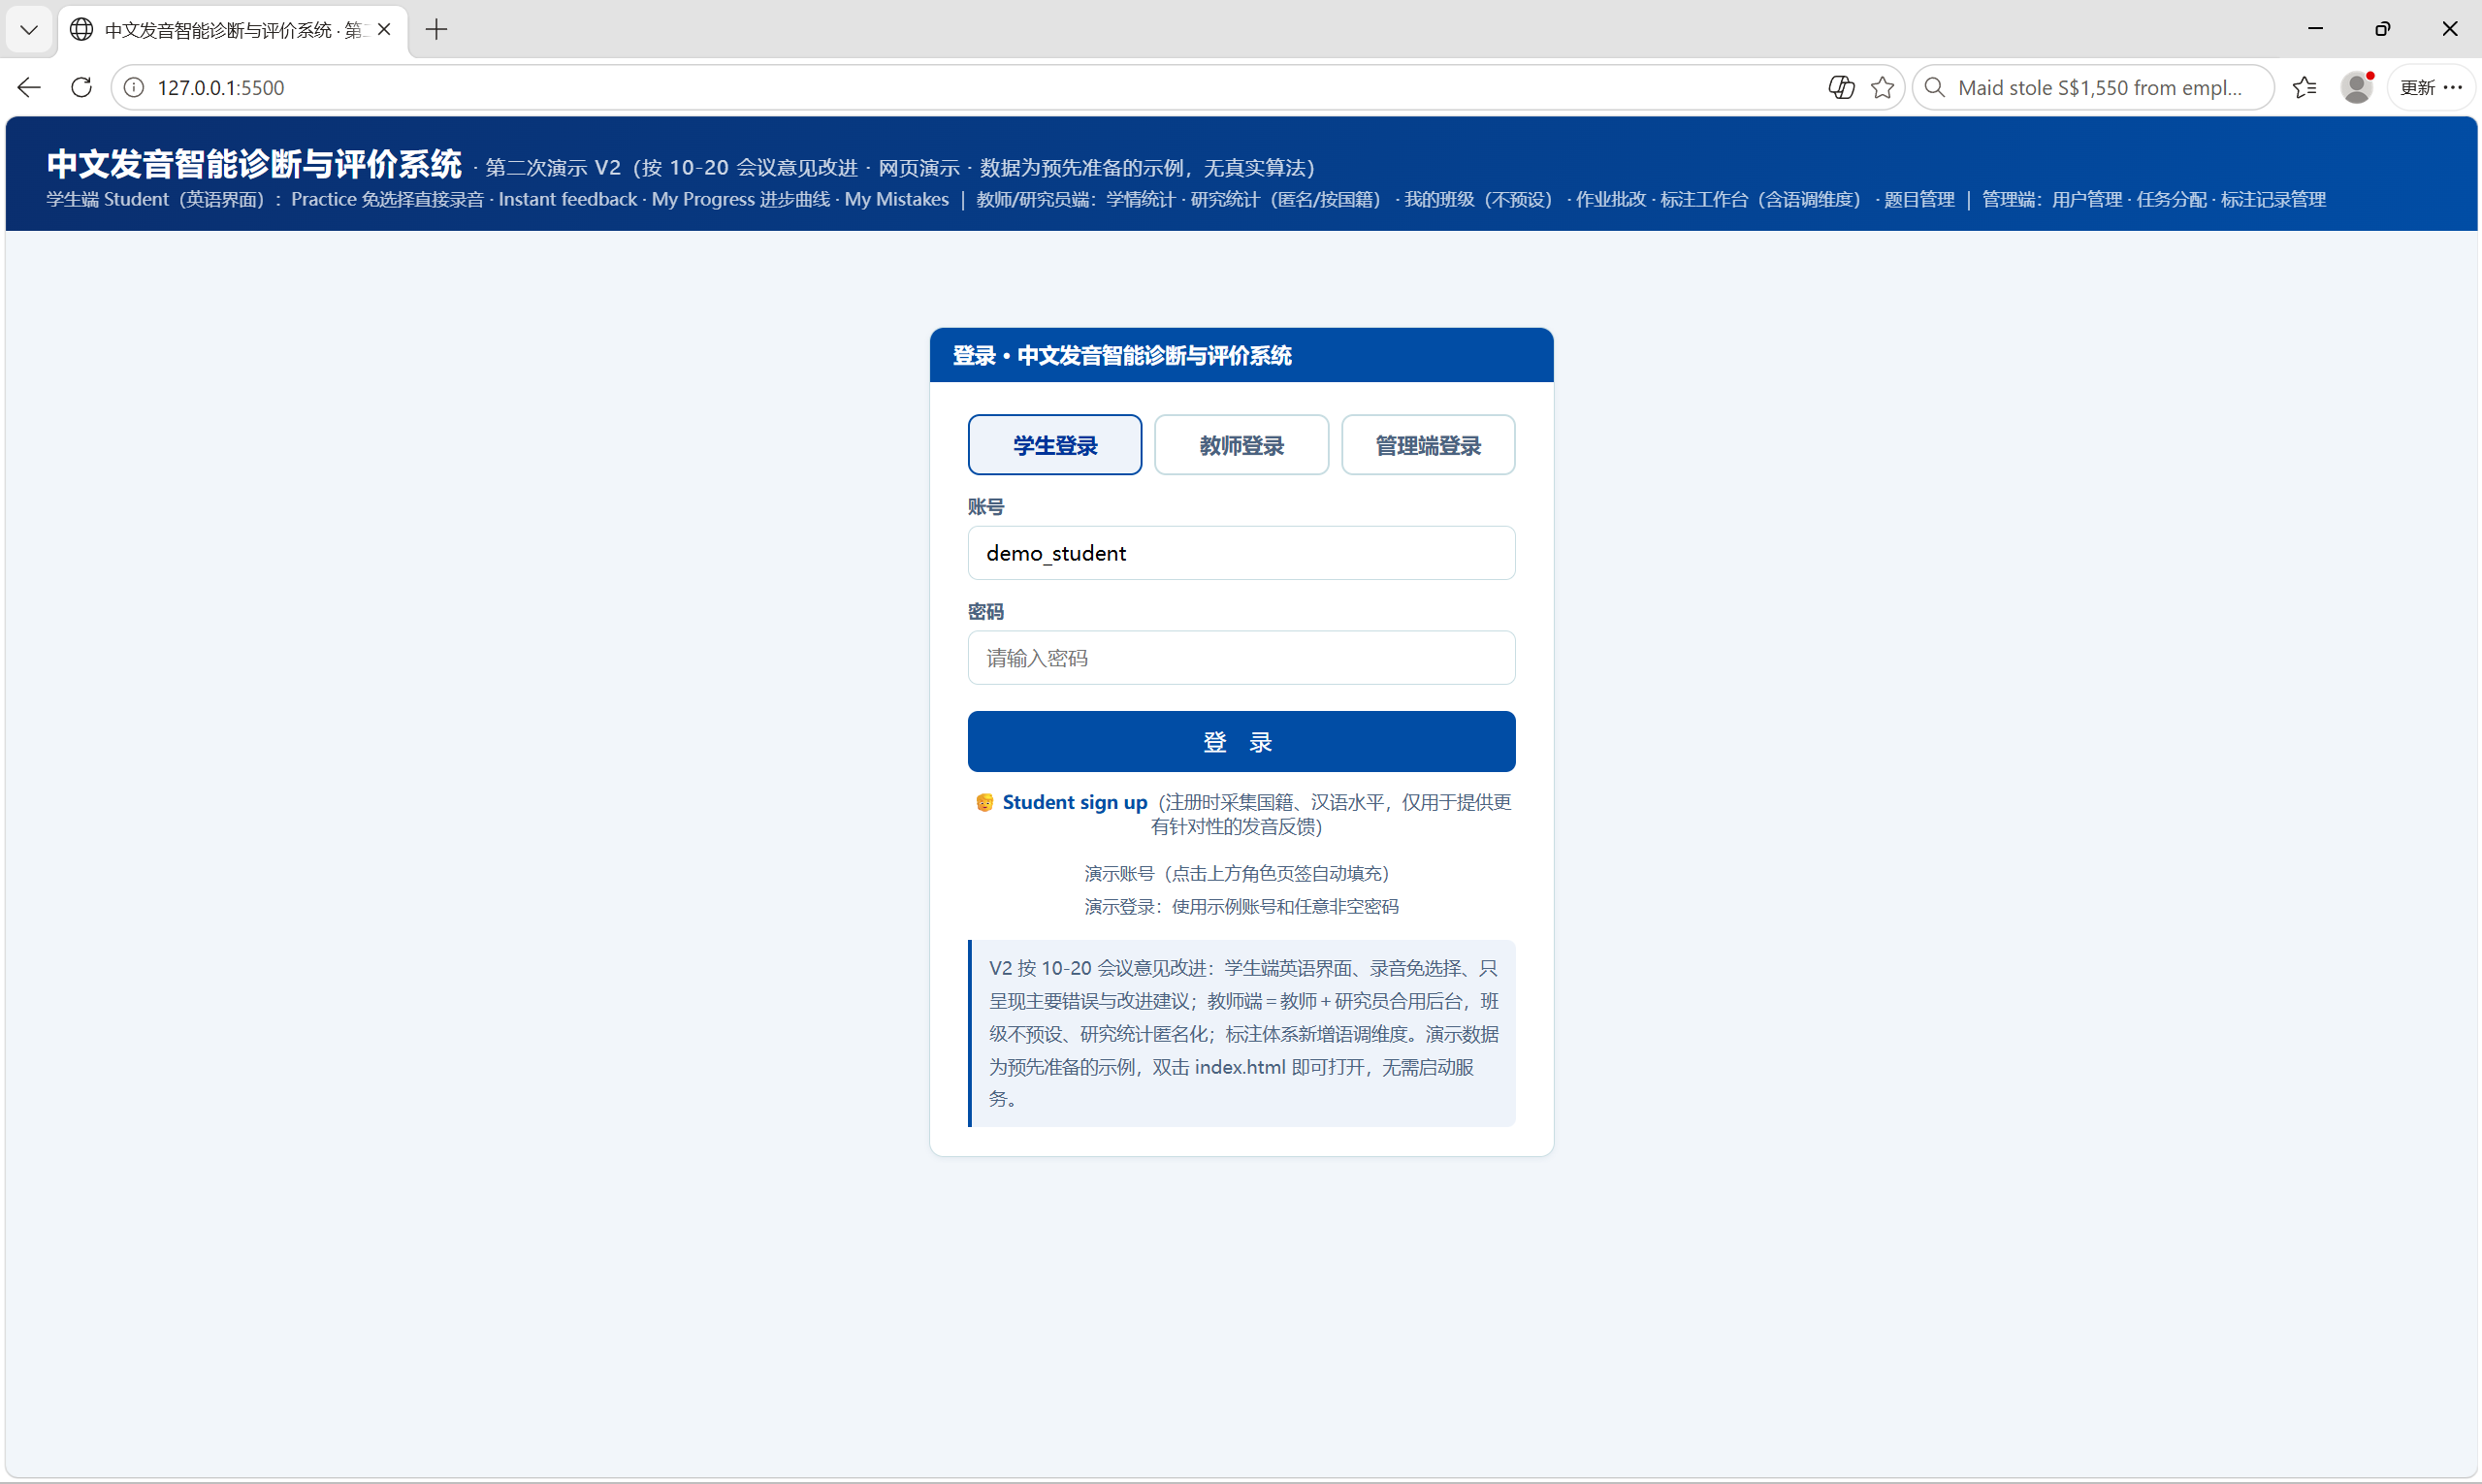 中文发音智能诊断与评价系统 · 第二
127.0.0.1:5500
Maid stole S$1,550 from empl...
更新
中文发音智能诊断与评价系统 · 第二次演示 V2（按 10-20 会议意见改进 · 网页演示 · 数据为预先准备的示例，无真实算法）
学生端 Student（英语界面）：Practice 免选择直接录音 · Instant feedback · My Progress 进步曲线 · My Mistakes ｜ 教师/研究员端：学情统计 · 研究统计（匿名/按国籍） · 我的班级（不预设） · 作业批改 · 标注工作台（含语调维度） · 题目管理 ｜ 管理端：用户管理 · 任务分配 · 标注记录管理
登录 • 中文发音智能诊断与评价系统
学生登录 教师登录 管理端登录
账号
demo_student
密码
请输入密码
登 录
Student sign up（注册时采集国籍、汉语水平，仅用于提供更
有针对性的发音反馈）
演示账号（点击上方角色页签自动填充）
演示登录：使用示例账号和任意非空密码
V2 按 10-20 会议意见改进：学生端英语界面、录音免选择、只
呈现主要错误与改进建议；教师端＝教师＋研究员合用后台，班
级不预设、研究统计匿名化；标注体系新增语调维度。演示数据
为预先准备的示例，双击 index.html 即可打开，无需启动服
务。